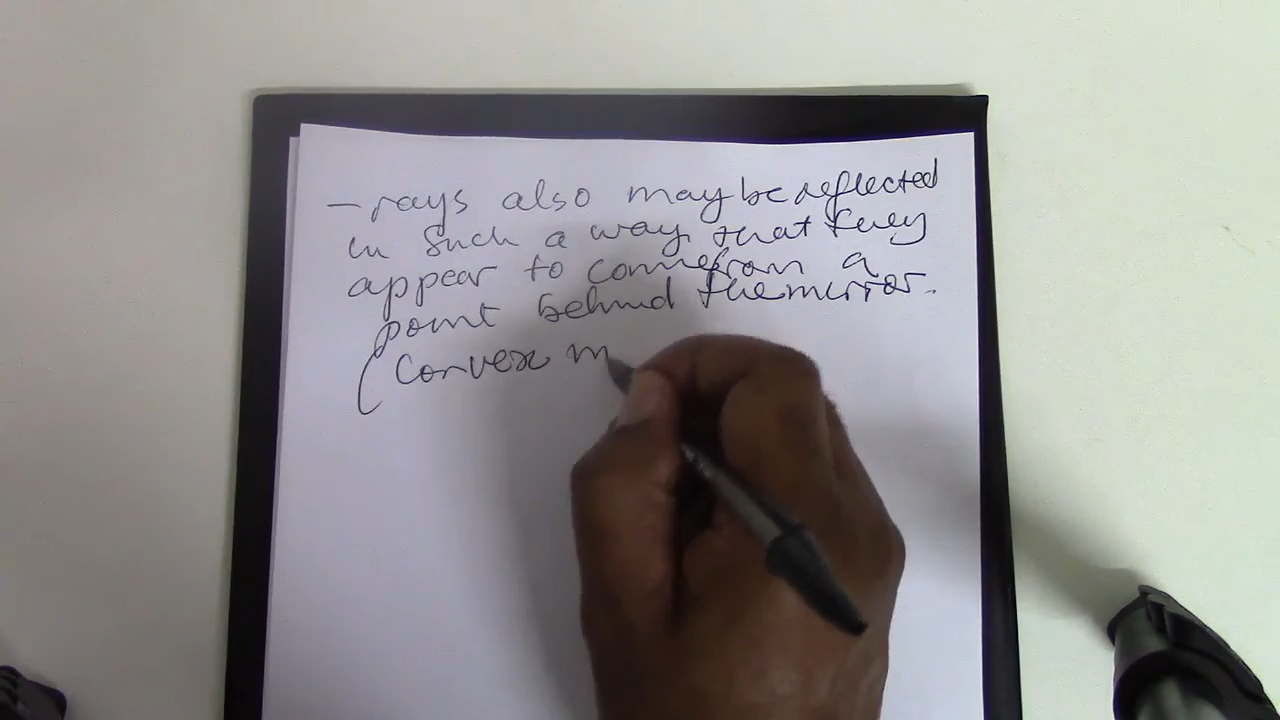 - rays also may be reflected
in such a way that they
appear to come from a
point behind the mirror.
(Convex m